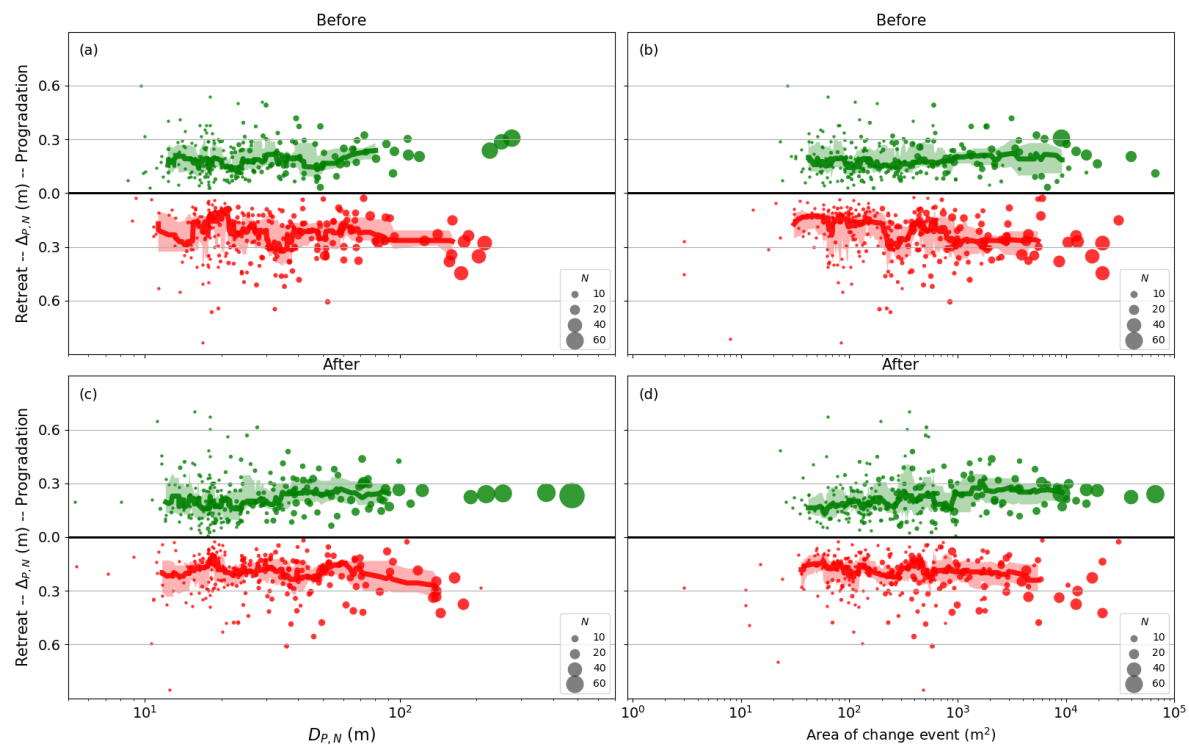 Before
Before
(a)
(b)
0.6
0.3
0.0
0.3
0.6
Retreat -- Δ_{P,N} (m) -- Progradation
N
10
20
40
60
N
10
20
40
60
After
After
(c)
(d)
0.6
0.3
0.0
0.3
0.6
Retreat -- Δ_{P,N} (m) -- Progradation
N
10
20
40
60
N
10
20
40
60
10^1
10^2
10^0
10^1
10^2
10^3
10^4
10^5
D_{P,N} (m)
Area of change event (m²)